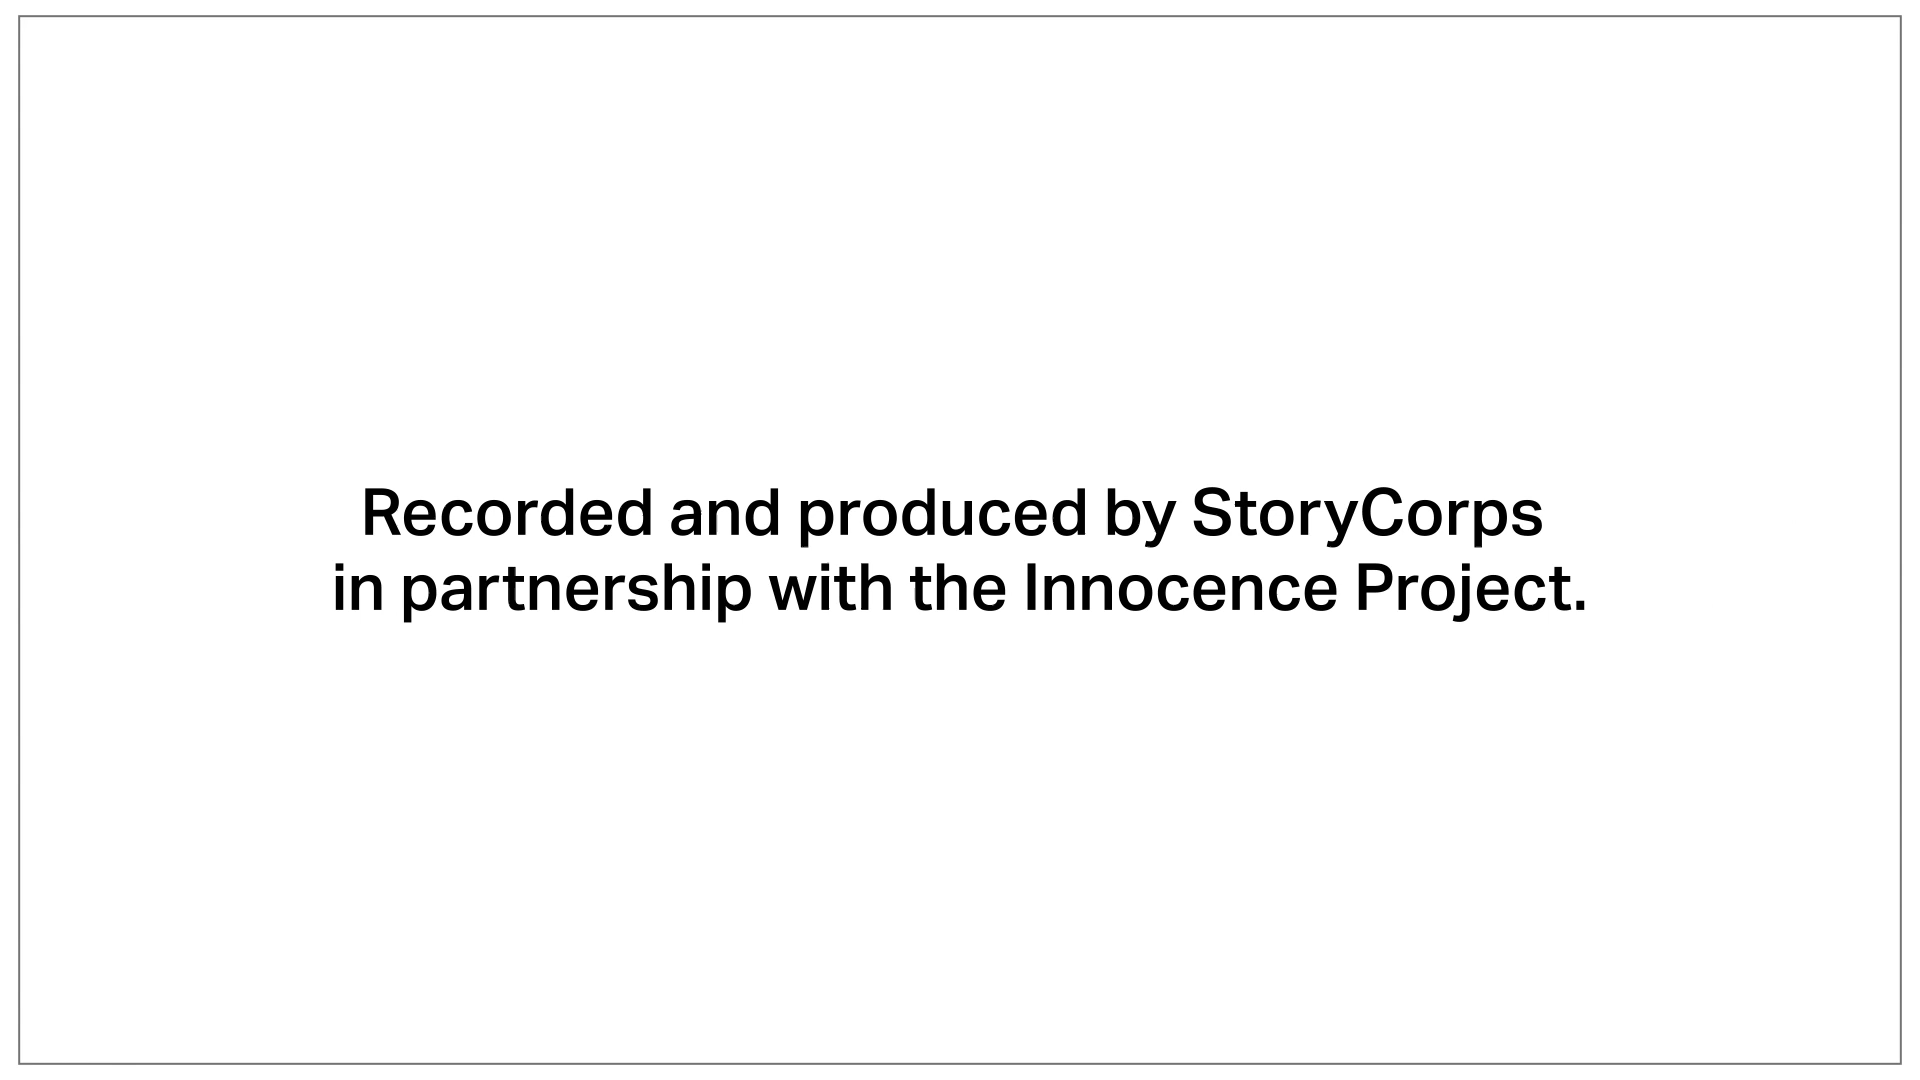 Recorded and produced by StoryCorps
in partnership with the Innocence Project.